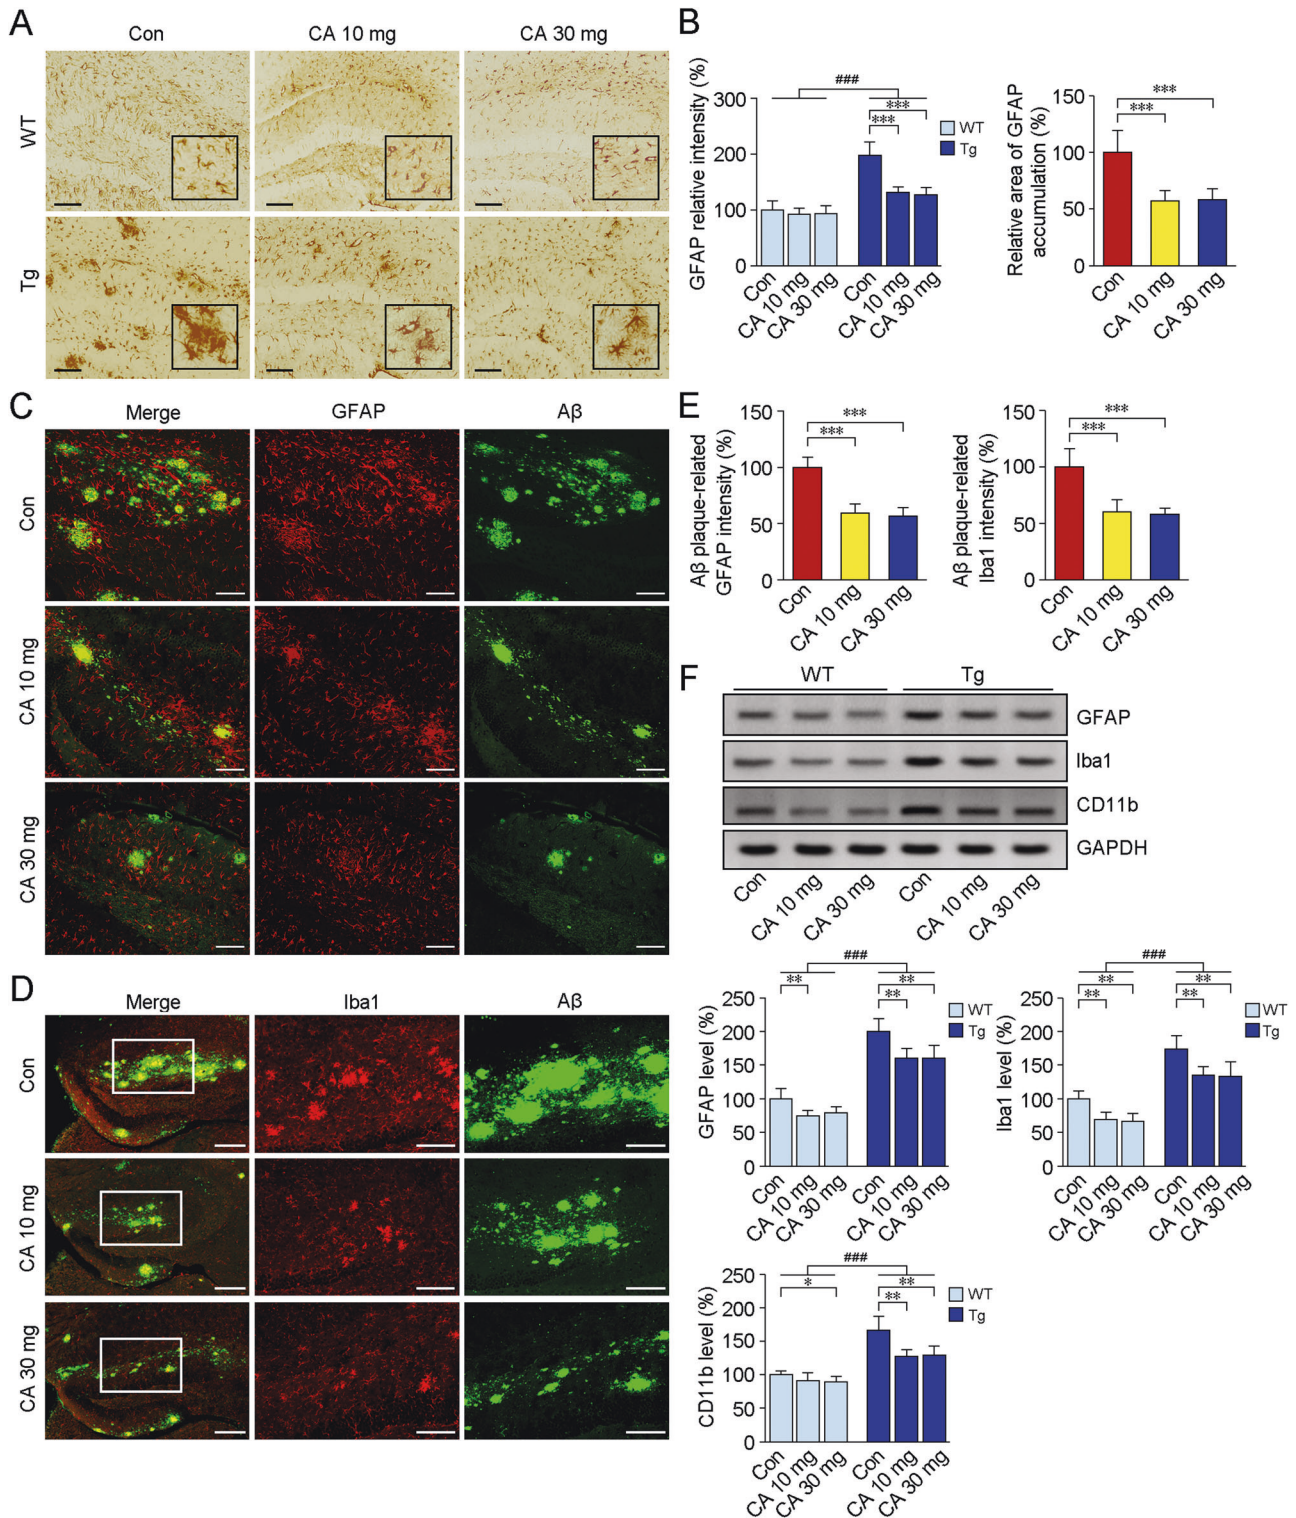 A
Con
CA 10 mg
CA 30 mg
WT
Tg
B
GFAP relative intensity (%)
300
200
100
0
###
***
***
WT
Tg
Con
CA 10 mg
CA 30 mg
Con
CA 10 mg
CA 30 mg
Relative area of GFAP
accumulation (%)
150
100
50
0
***
***
Con
CA 10 mg
CA 30 mg
C
Merge
GFAP
Aβ
Con
CA 10 mg
CA 30 mg
D
Merge
Iba1
Aβ
Con
CA 10 mg
CA 30 mg
E
Aβ plaque-related
GFAP intensity (%)
150
100
50
0
***
***
Con
CA 10 mg
CA 30 mg
Aβ plaque-related
Iba1 intensity (%)
150
100
50
0
***
***
Con
CA 10 mg
CA 30 mg
F
WT
Tg
GFAP
Iba1
CD11b
GAPDH
Con
CA 10 mg
CA 30 mg
Con
CA 10 mg
CA 30 mg
GFAP level (%)
250
200
150
100
50
0
###
**
**
**
WT
Tg
Con
CA 10 mg
CA 30 mg
Con
CA 10 mg
CA 30 mg
Iba1 level (%)
250
200
150
100
50
0
###
**
**
**
**
WT
Tg
Con
CA 10 mg
CA 30 mg
Con
CA 10 mg
CA 30 mg
CD11b level (%)
250
200
150
100
50
0
###
*
**
**
WT
Tg
Con
CA 10 mg
CA 30 mg
Con
CA 10 mg
CA 30 mg